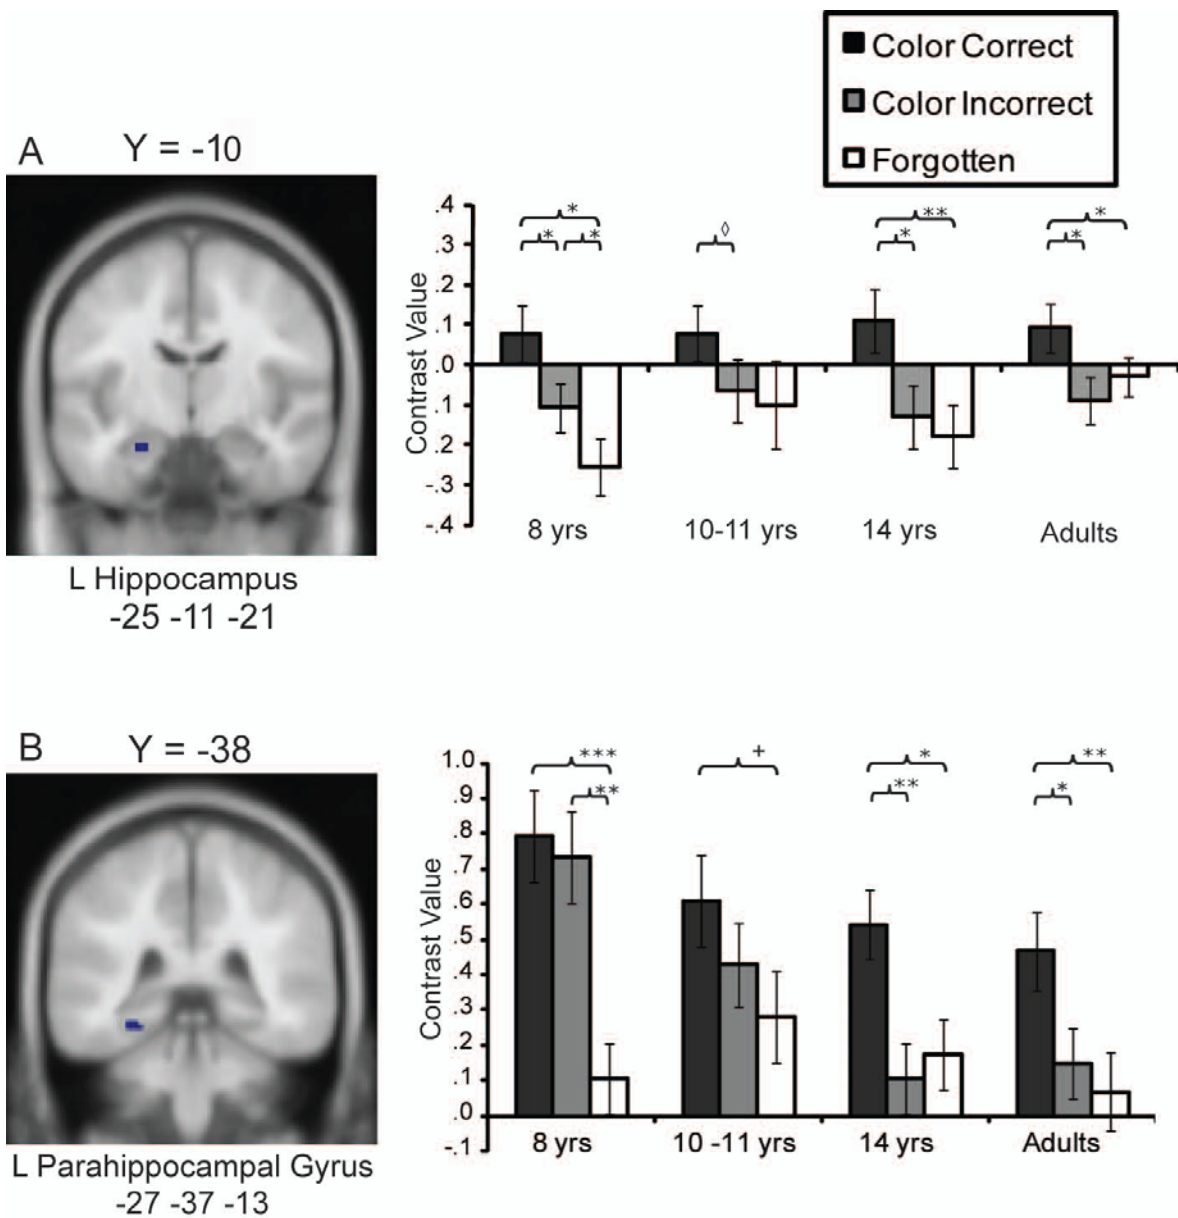 Color Correct
Color Incorrect
Forgotten
A
Y = -10
.4
.3
.2
.1
.0
.1
.2
-.3
-.4
Contrast Value
*
*
*
◊
**
*
*
*
8 yrs
10-11 yrs
14 yrs
Adults
L Hippocampus
-25 -11 -21
B
Y = -38
1.0
.9
.8
.7
.6
.5
.4
.3
.2
.1
.0
-.1
Contrast Value
***
**
+
*
**
**
*
8 yrs
10 -11 yrs
14 yrs
Adults
L Parahippocampal Gyrus
-27 -37 -13